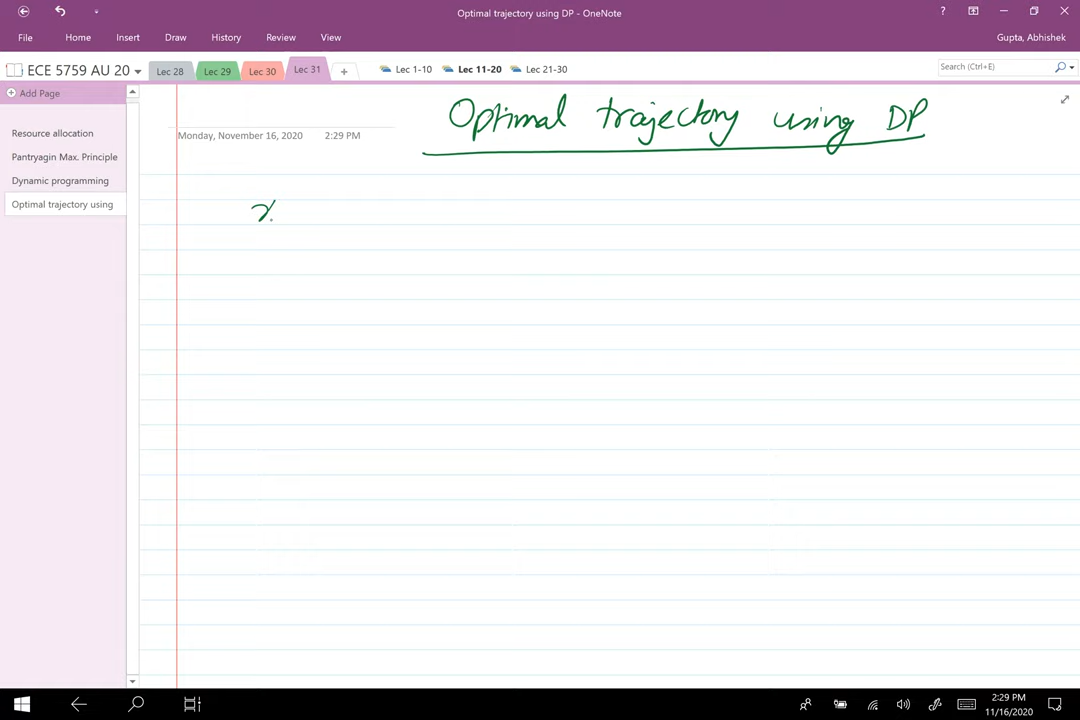 Optimal trajectory using DP - OneNote
File Home Insert Draw History Review View
Gupta, Abhishek
ECE 5759 AU 20
Lec 28 Lec 29 Lec 30 Lec 31 Lec 1-10 Lec 11-20 Lec 21-30
Search (Ctrl+E)
Add Page
Resource allocation
Pantryagin Max. Principle
Dynamic programming
Optimal trajectory using
Optimal trajectory using DP
Monday, November 16, 2020 2:29 PM
x
2:29 PM
11/16/2020